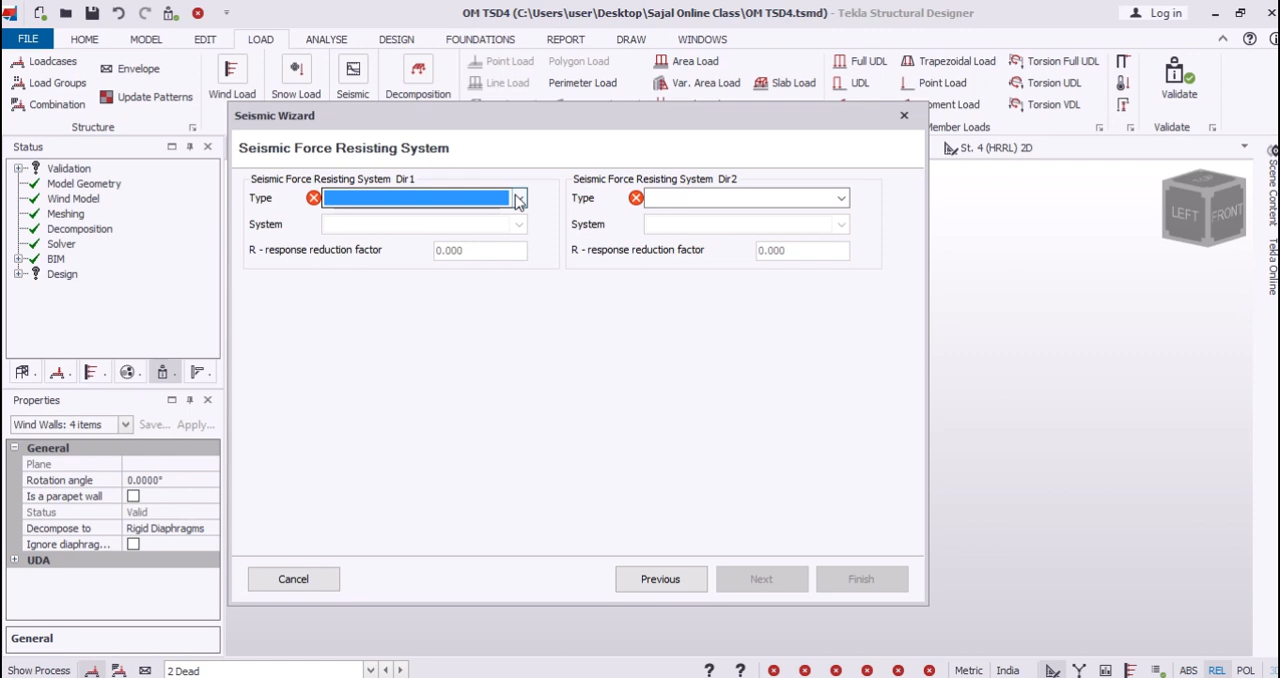 OM TSD4 (C:\Users\user\Desktop\Sajal Online Class\OM TSD4.tsmd) - Tekla Structural Designer
Log in
FILE HOME MODEL EDIT LOAD ANALYSE DESIGN FOUNDATIONS REPORT DRAW WINDOWS
Loadcases Envelope Point Load Polygon Load Area Load Full UDL Trapezoidal Load Torsion Full UDL
Load Groups Update Patterns Line Load Perimeter Load Var. Area Load Slab Load UDL Point Load Torsion UDL
Combination Wind Load Snow Load Seismic Decomposition oment Load Torsion VDL Validate
Structure ember Loads Validate
Seismic Wizard
Status
St. 4 (HRRL) 2D
Seismic Force Resisting System
Validation
Model Geometry
Wind Model
Meshing
Decomposition
Solver
BIM
Design
Seismic Force Resisting System Dir1
Type
System
R - response reduction factor 0.000
Seismic Force Resisting System Dir2
Type
System
R - response reduction factor 0.000
LEFT FRONT
Semantic Content
Tekla Online
Properties
Wind Walls: 4 items Save... Apply...
General
Plane
Rotation angle 0.0000°
Is a parapet wall
Status Valid
Decompose to Rigid Diaphragms
Ignore diaphrag...
UDA
Cancel Previous Next Finish
General
Show Process 2 Dead Metric India ABS REL POL